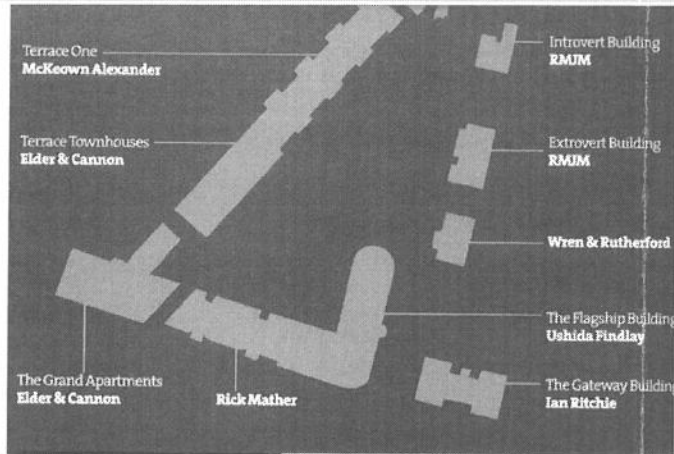 Terrace One
McKeown Alexander
Terrace Townhouses
Elder & Cannon
The Grand Apartments
Elder & Cannon
Rick Mather
Introvert Building
RMJM
Extrovert Building
RMJM
Wren & Rutherford
The Flagship Building
Ushida Findlay
The Gateway Building
Ian Ritchie